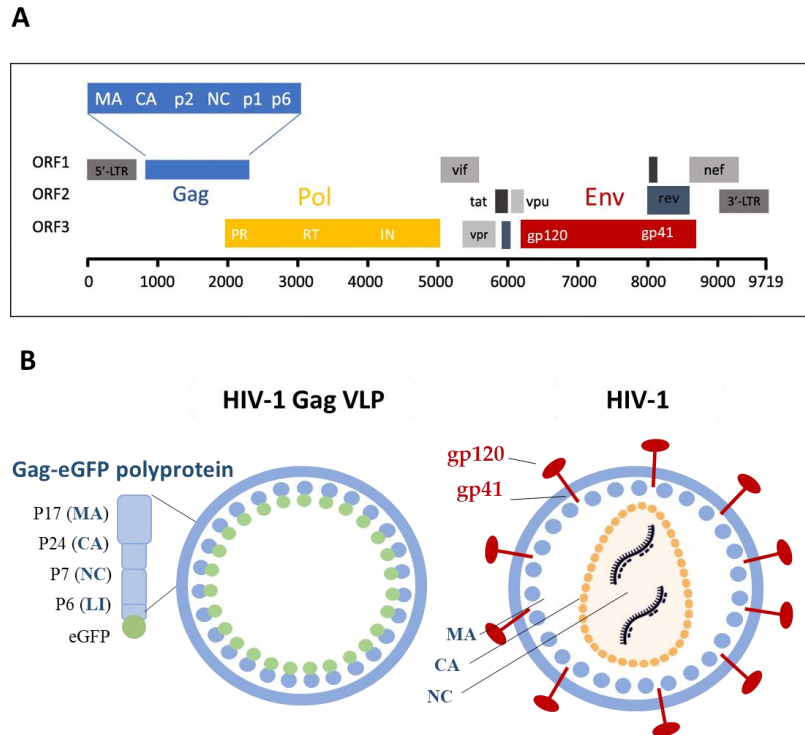 A
MA CA p2 NC p1 p6
ORF1 5’-LTR vif nef
Gag Pol
ORF2 tat vpu Env rev 3’-LTR
ORF3 PR RT IN vpr gp120 gp41
0 1000 2000 3000 4000 5000 6000 7000 8000 9000 9719
B
HIV-1 Gag VLP HIV-1
gp120
Gag-eGFP polyprotein
gp41
P17 (MA)
P24 (CA)
P7 (NC)
P6 (LI)
eGFP
MA
CA
NC